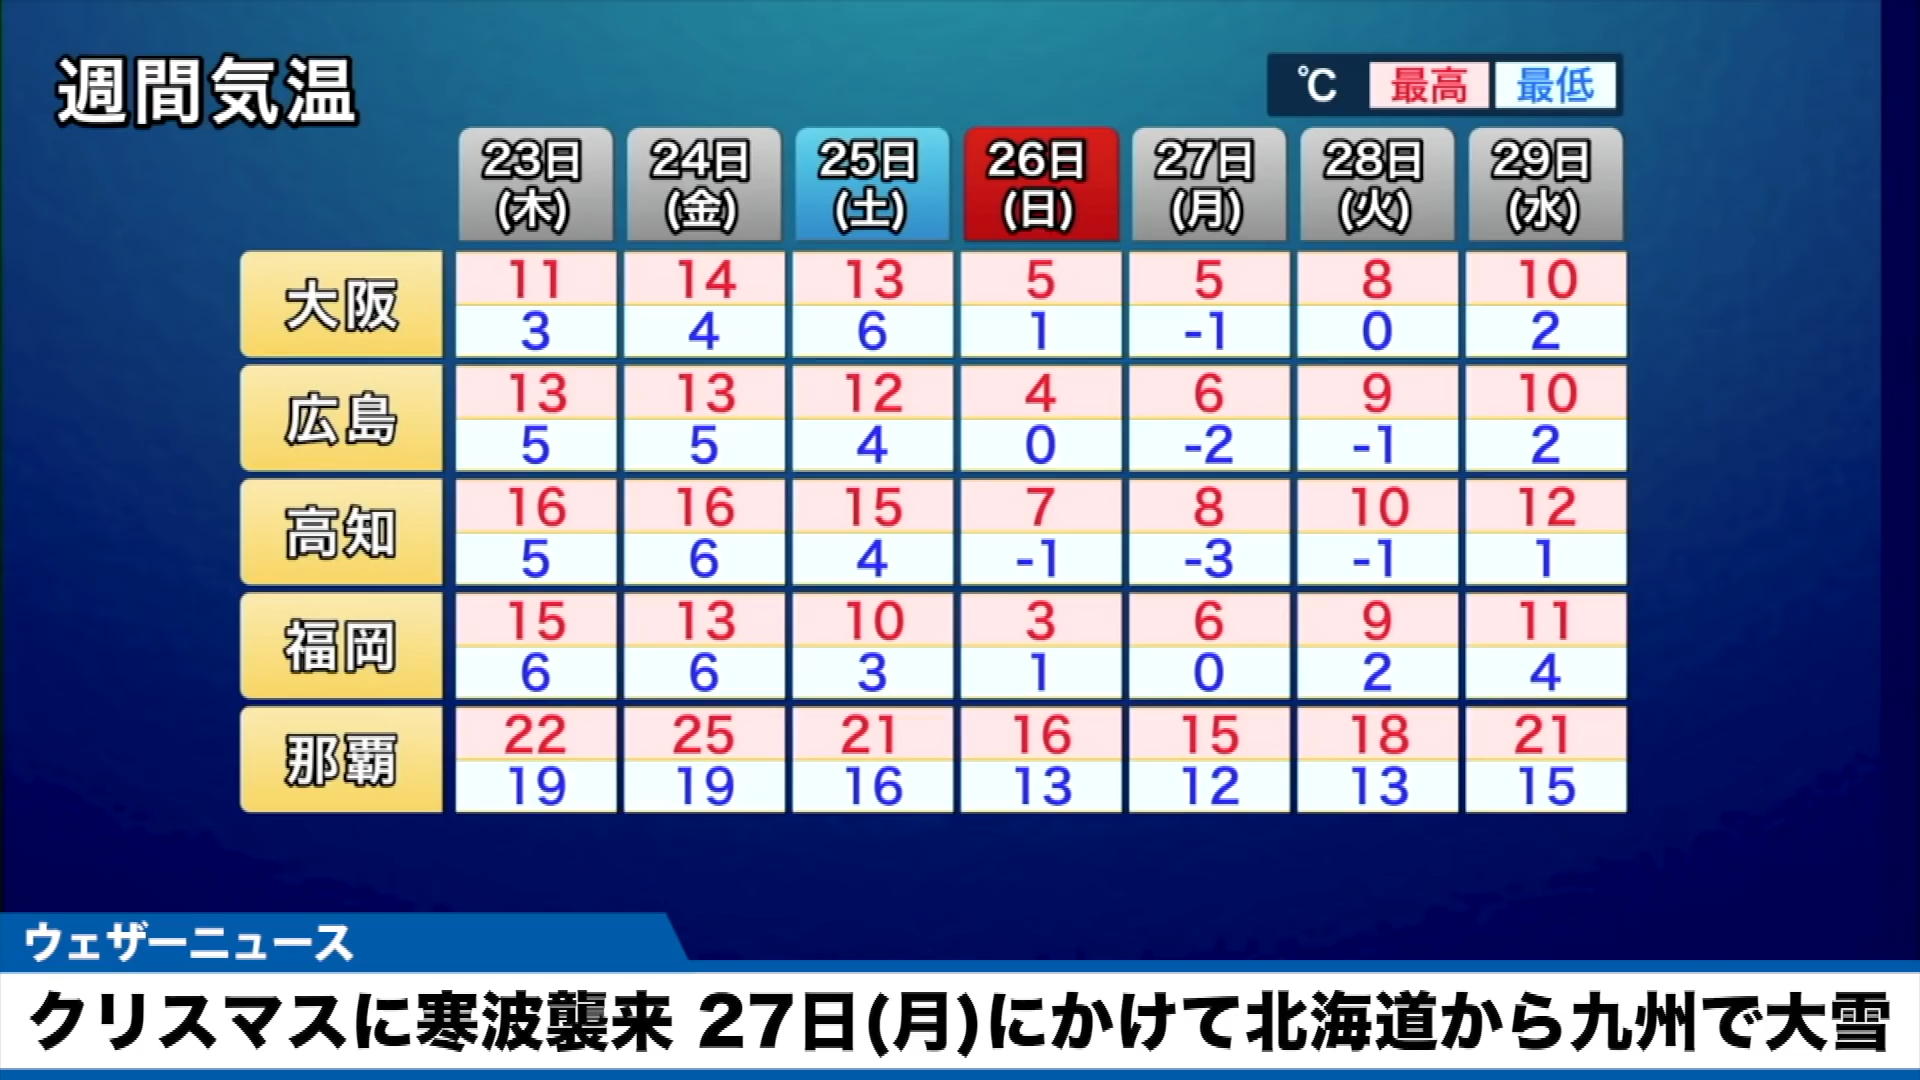 週間気温
℃ 最高 最低
23日 24日 25日 26日 27日 28日 29日
(木) (金) (土) (日) (月) (火) (水)
大阪
11 14 13 5 5 8 10
3 4 6 1 -1 0 2
広島
13 13 12 4 6 9 10
5 5 4 0 -2 -1 2
高知
16 16 15 7 8 10 12
5 6 4 -1 -3 -1 1
福岡
15 13 10 3 6 9 11
6 6 3 1 0 2 4
那覇
22 25 21 16 15 18 21
19 19 16 13 12 13 15
ウェザーニュース
クリスマスに寒波襲来 27日(月)にかけて北海道から九州で大雪